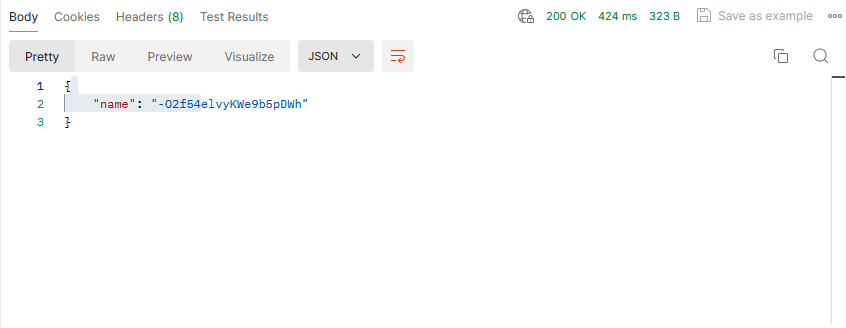 Body Cookies Headers (8) Test Results 200 OK 424 ms 323 B Save as example
Pretty Raw Preview Visualize JSON
1 {
2 "name": "-O2f54elvyKWe9b5pDWh"
3 }